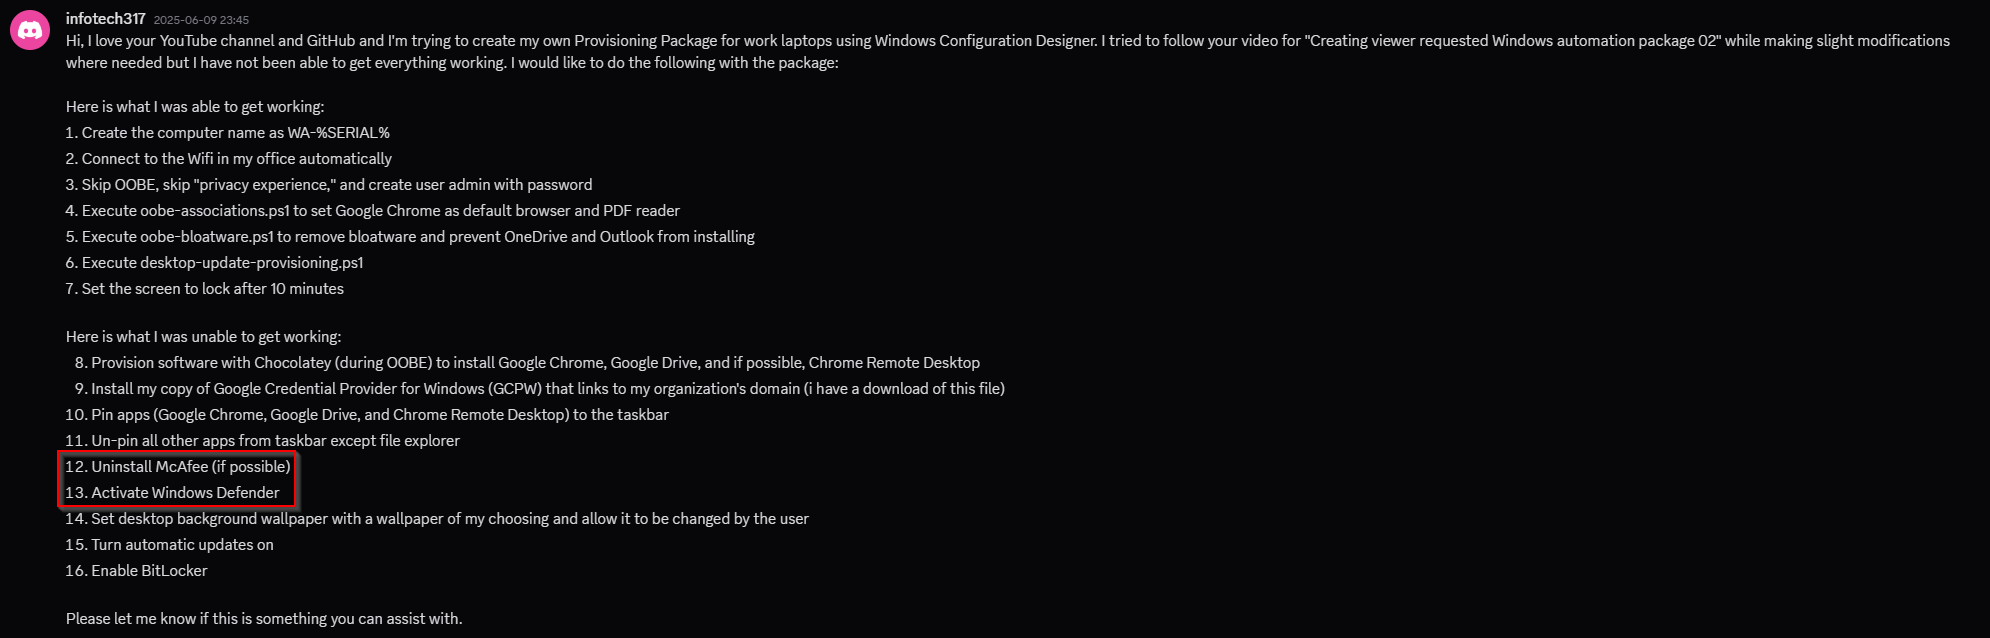 infotech317 2025-06-09 23:45
Hi, I love your YouTube channel and GitHub and I'm trying to create my own Provisioning Package for work laptops using Windows Configuration Designer. I tried to follow your video for "Creating viewer requested Windows automation package 02" while making slight modifications
where needed but I have not been able to get everything working. I would like to do the following with the package:
Here is what I was able to get working:
1. Create the computer name as WA-%SERIAL%
2. Connect to the Wifi in my office automatically
3. Skip OOBE, skip "privacy experience," and create user admin with password
4. Execute oobe-associations.ps1 to set Google Chrome as default browser and PDF reader
5. Execute oobe-bloatware.ps1 to remove bloatware and prevent OneDrive and Outlook from installing
6. Execute desktop-update-provisioning.ps1
7. Set the screen to lock after 10 minutes
Here is what I was unable to get working:
8. Provision software with Chocolatey (during OOBE) to install Google Chrome, Google Drive, and if possible, Chrome Remote Desktop
9. Install my copy of Google Credential Provider for Windows (GCPW) that links to my organization's domain (i have a download of this file)
10. Pin apps (Google Chrome, Google Drive, and Chrome Remote Desktop) to the taskbar
11. Un-pin all other apps from taskbar except file explorer
12. Uninstall McAfee (if possible)
13. Activate Windows Defender
14. Set desktop background wallpaper with a wallpaper of my choosing and allow it to be changed by the user
15. Turn automatic updates on
16. Enable BitLocker
Please let me know if this is something you can assist with.